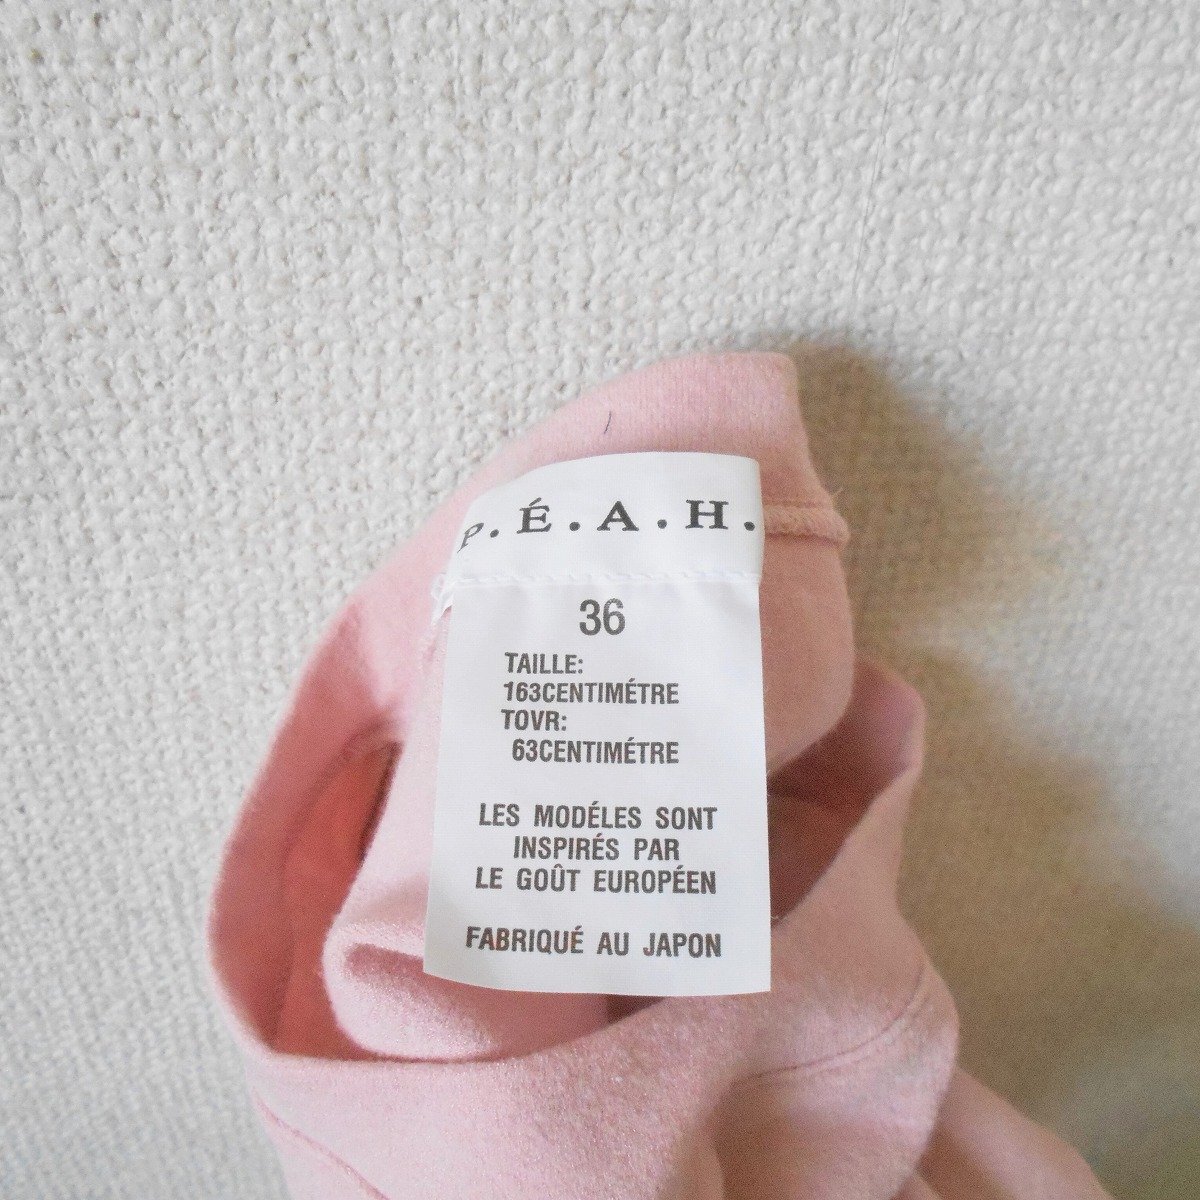 P.É.A.H.
36
TAILLE:
163CENTIMÉTRE
TOVR:
63CENTIMÉTRE
LES MODÉLES SONT
INSPIRÉS PAR
LE GOÛT EUROPÉEN
FABRIQUÉ AU JAPON